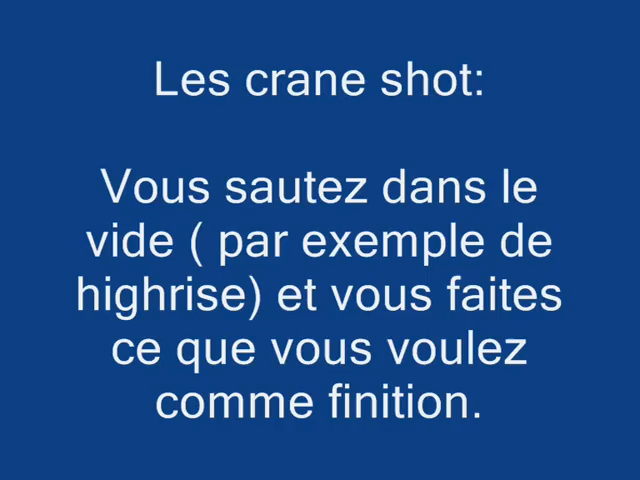 Les crane shot:
Vous sautez dans le
vide ( par exemple de
highrise) et vous faites
ce que vous voulez
comme finition.